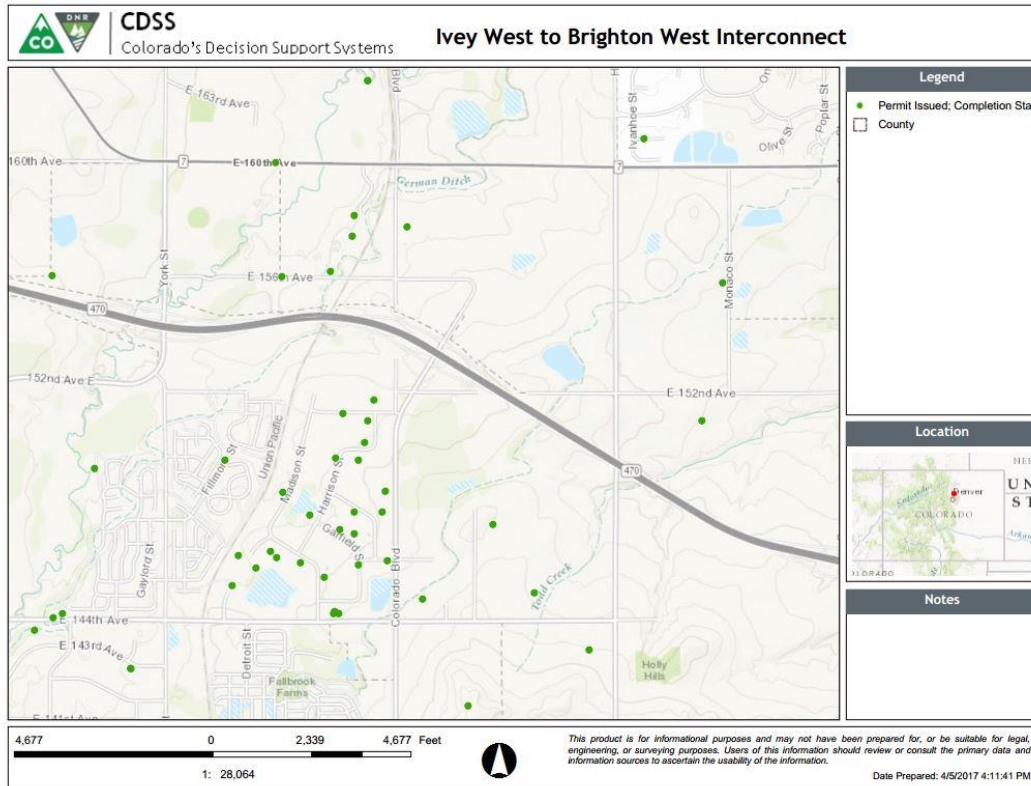 CO
DNR
CDSS
Colorado's Decision Support Systems
Ivey West to Brighton West Interconnect
E 163rd Ave
Blvd
Ivanhoe St
Olive St
Poplar St
160th Ave
7
E 160th Ave
7
German Ditch
York St
E 156th Ave
Monaco St
470
152nd Ave E
E 152nd Ave
Union Pacific
Fillmore St
Madison St
Harrison St
470
Garfield St
Gaylord St
Colorado Blvd
Todd Creek
E 144th Ave
E 143rd Ave
Detroit St
Holly
Hills
Fallbrook
Farms
E 141st Ave
Legend
Permit Issued; Completion Sta
County
Location
Denver
COLORADO
UN
ST
Notes
4,677
0
2,339
4,677 Feet
1: 28,064
This product is for informational purposes and may not have been prepared for, or be suitable for legal,
engineering, or surveying purposes. Users of this information should review or consult the primary data and
information sources to ascertain the usability of the information.
Date Prepared: 4/5/2017 4:11:41 PM